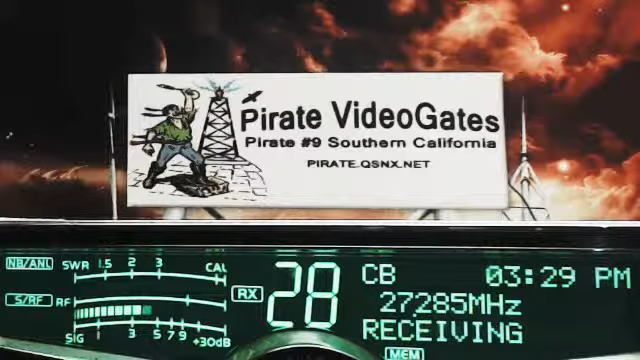 Pirate VideoGates
Pirate #9 Southern California
PIRATE.QSNX.NET
NB/ANL SWR 1.5 2 3 CAL
S/RF RF
SIG 1 3 5 7 9 +30dB
RX 28
CB 03:29 PM
27285MHz
RECEIVING
MEM